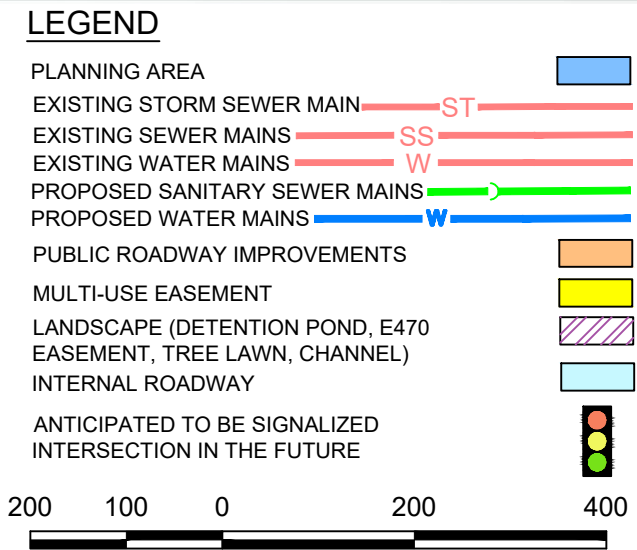 LEGEND
PLANNING AREA
EXISTING STORM SEWER MAIN ST
EXISTING SEWER MAINS SS
EXISTING WATER MAINS W
PROPOSED SANITARY SEWER MAINS
PROPOSED WATER MAINS W
PUBLIC ROADWAY IMPROVEMENTS
MULTI-USE EASEMENT
LANDSCAPE (DETENTION POND, E470
EASEMENT, TREE LAWN, CHANNEL)
INTERNAL ROADWAY
ANTICIPATED TO BE SIGNALIZED
INTERSECTION IN THE FUTURE
200 100 0 200 400